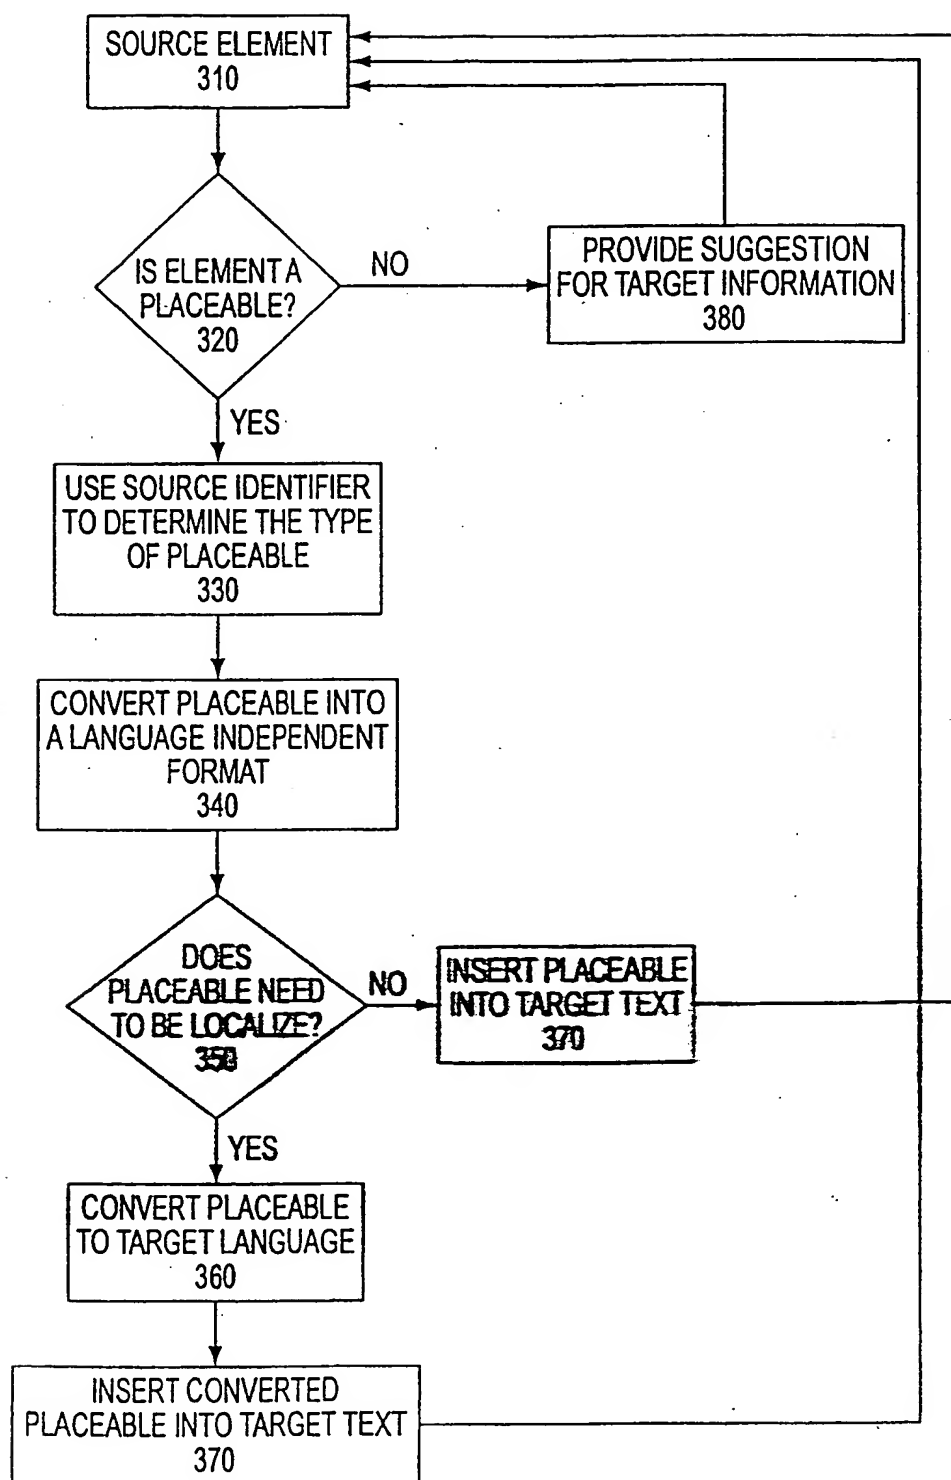 SOURCE ELEMENT
310
IS ELEMENT A
PLACEABLE?
320
NO
PROVIDE SUGGESTION
FOR TARGET INFORMATION
380
YES
USE SOURCE IDENTIFIER
TO DETERMINE THE TYPE
OF PLACEABLE
330
CONVERT PLACEABLE INTO
A LANGUAGE INDEPENDENT
FORMAT
340
DOES
PLACEABLE NEED
TO BE LOCALIZE?
350
NO
INSERT PLACEABLE
INTO TARGET TEXT
370
YES
CONVERT PLACEABLE
TO TARGET LANGUAGE
360
INSERT CONVERTED
PLACEABLE INTO TARGET TEXT
370